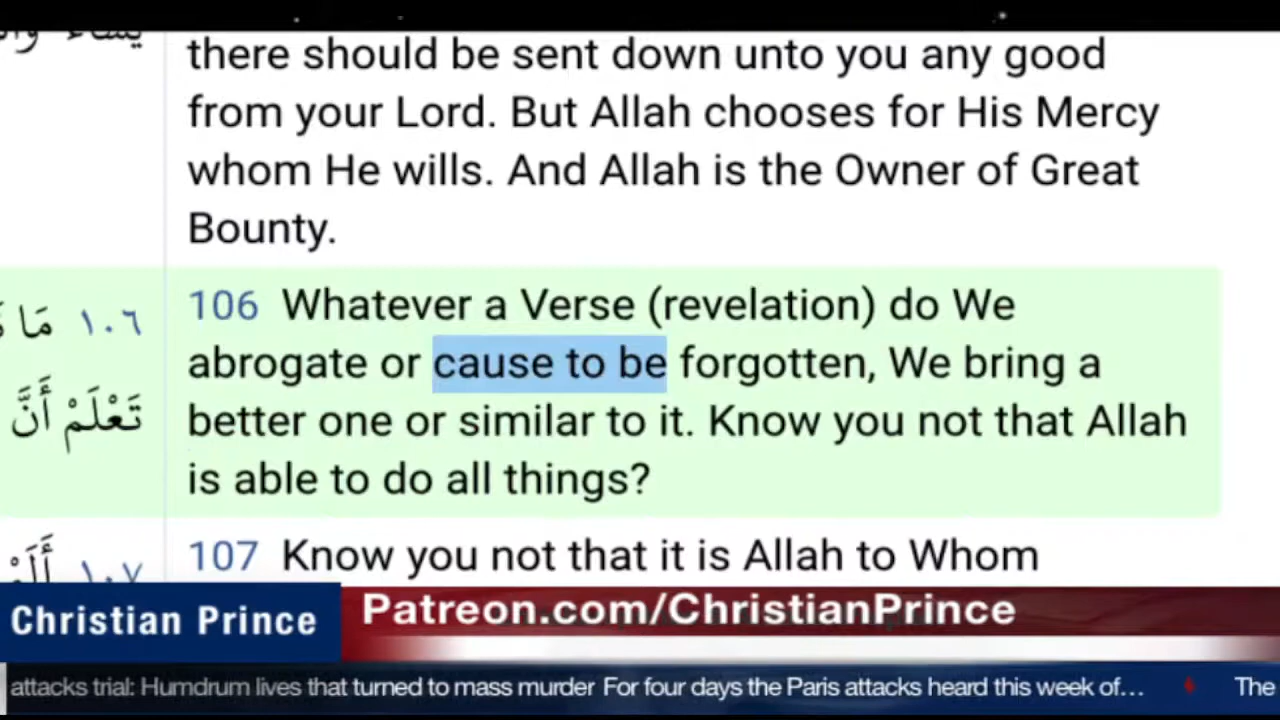 there should be sent down unto you any good
from your Lord. But Allah chooses for His Mercy
whom He wills. And Allah is the Owner of Great
Bounty.
106 Whatever a Verse (revelation) do We
abrogate or cause to be forgotten, We bring a
better one or similar to it. Know you not that Allah
is able to do all things?
١٠٦ مَا
تَعْلَمْ أَنَّ
107 Know you not that it is Allah to Whom
١٠٧
Christian Prince
Patreon.com/ChristianPrince
attacks trial: Humdrum lives that turned to mass murder For four days the Paris attacks heard this week of... The